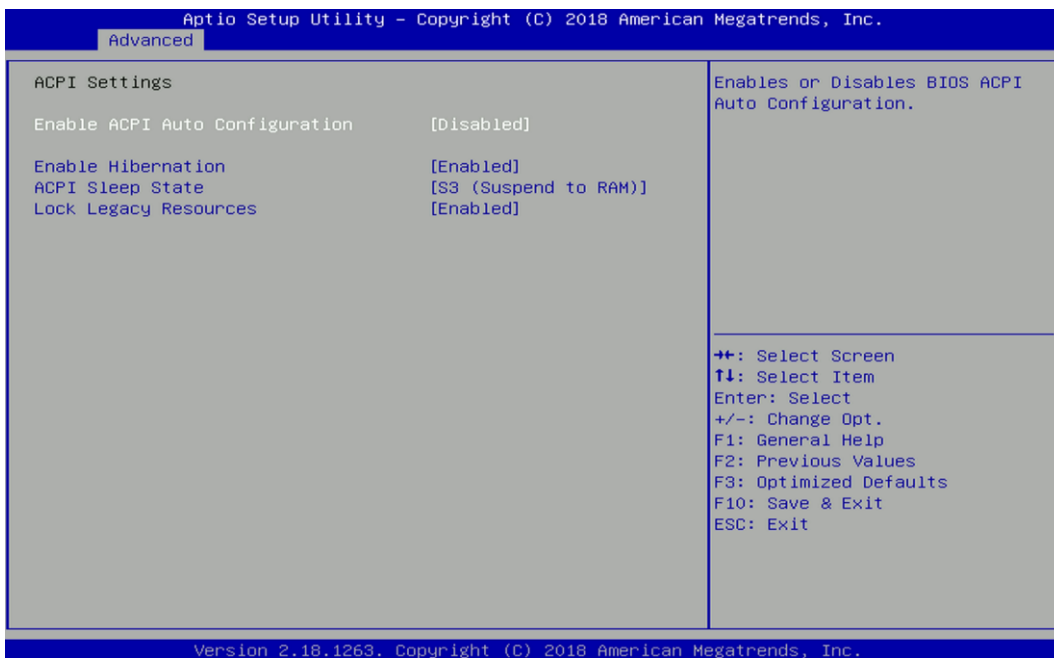 Aptio Setup Utility – Copyright (C) 2018 American Megatrends, Inc.
Advanced
ACPI Settings
Enable ACPI Auto Configuration [Disabled]
Enable Hibernation [Enabled]
ACPI Sleep State [S3 (Suspend to RAM)]
Lock Legacy Resources [Enabled]
Enables or Disables BIOS ACPI
Auto Configuration.
→←: Select Screen
↑↓: Select Item
Enter: Select
+/-: Change Opt.
F1: General Help
F2: Previous Values
F3: Optimized Defaults
F10: Save & Exit
ESC: Exit
Version 2.18.1263. Copyright (C) 2018 American Megatrends, Inc.